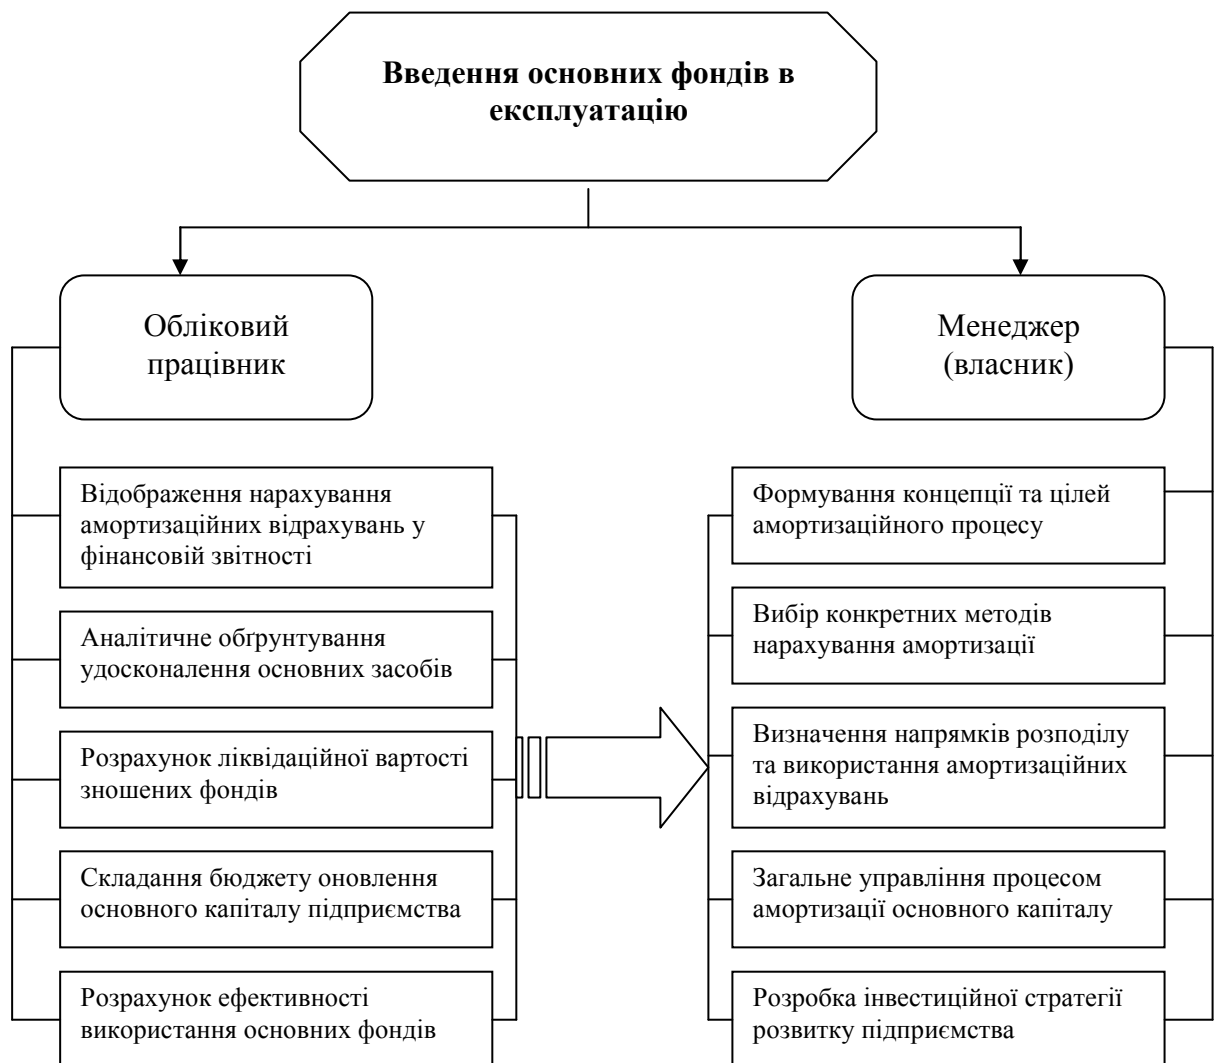 Введення основних фондів в
експлуатацію
Обліковий
працівник
Менеджер
(власник)
Відображення нарахування
амортизаційних відрахувань у
фінансовій звітності
Аналітичне обґрунтування
удосконалення основних засобів
Розрахунок ліквідаційної вартості
зношених фондів
Складання бюджету оновлення
основного капіталу підприємства
Розрахунок ефективності
використання основних фондів
Формування концепції та цілей
амортизаційного процесу
Вибір конкретних методів
нарахування амортизації
Визначення напрямків розподілу
та використання амортизаційних
відрахувань
Загальне управління процесом
амортизації основного капіталу
Розробка інвестиційної стратегії
розвитку підприємства